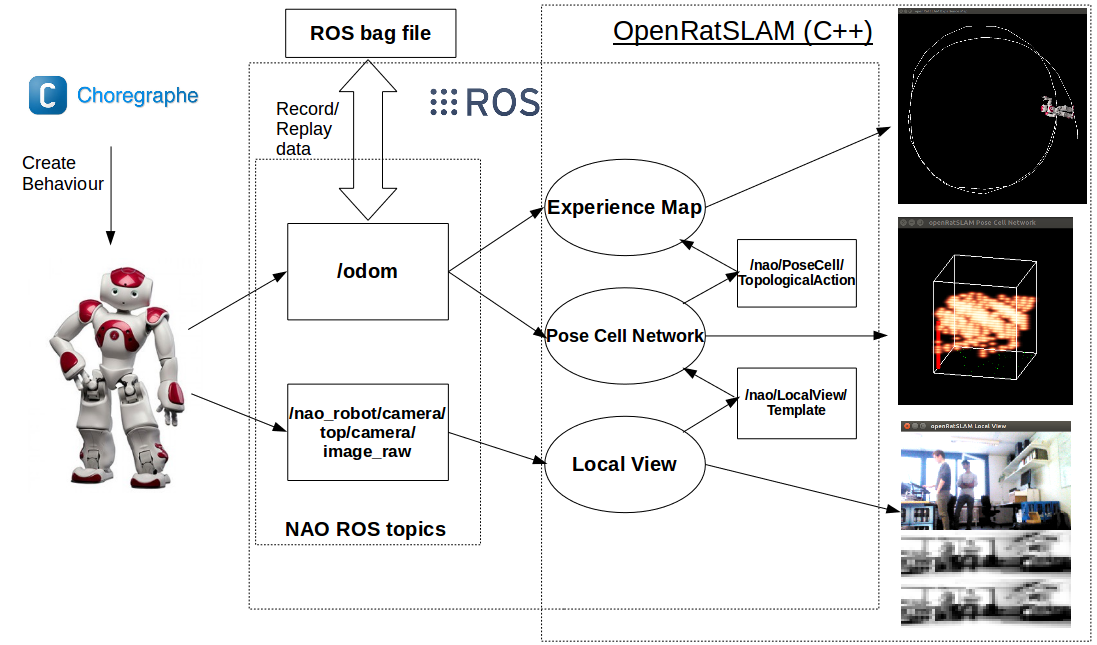 ROS bag file
OpenRatSLAM (C++)
C Choregraphe
Record/
Replay
data
ROS
Create
Behaviour
/odom
Experience Map
/nao/PoseCell/
TopologicalAction
openRatSLAM Pose Cell Network
Pose Cell Network
/nao_robot/camera/
top/camera/
image_raw
/nao/LocalView/
Template
Local View
openRatSLAM Local View
NAO ROS topics